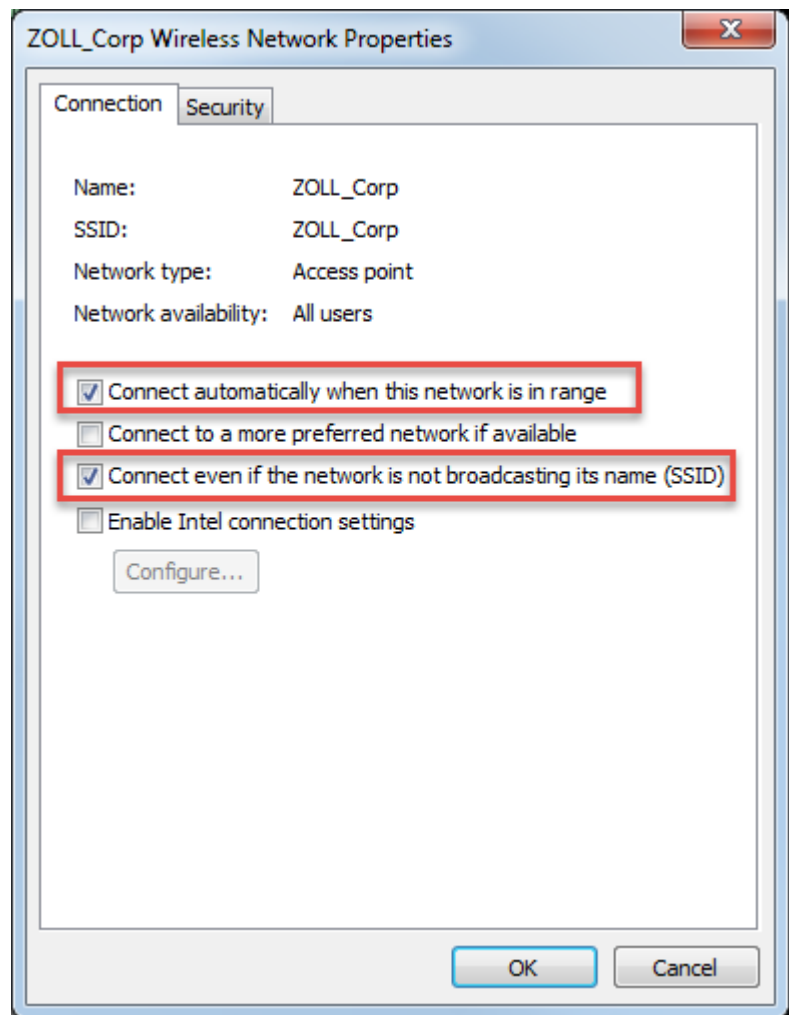 ZOLL_Corp Wireless Network Properties
Connection Security
Name: ZOLL_Corp
SSID: ZOLL_Corp
Network type: Access point
Network availability: All users
Connect automatically when this network is in range
Connect to a more preferred network if available
Connect even if the network is not broadcasting its name (SSID)
Enable Intel connection settings
Configure...
OK Cancel